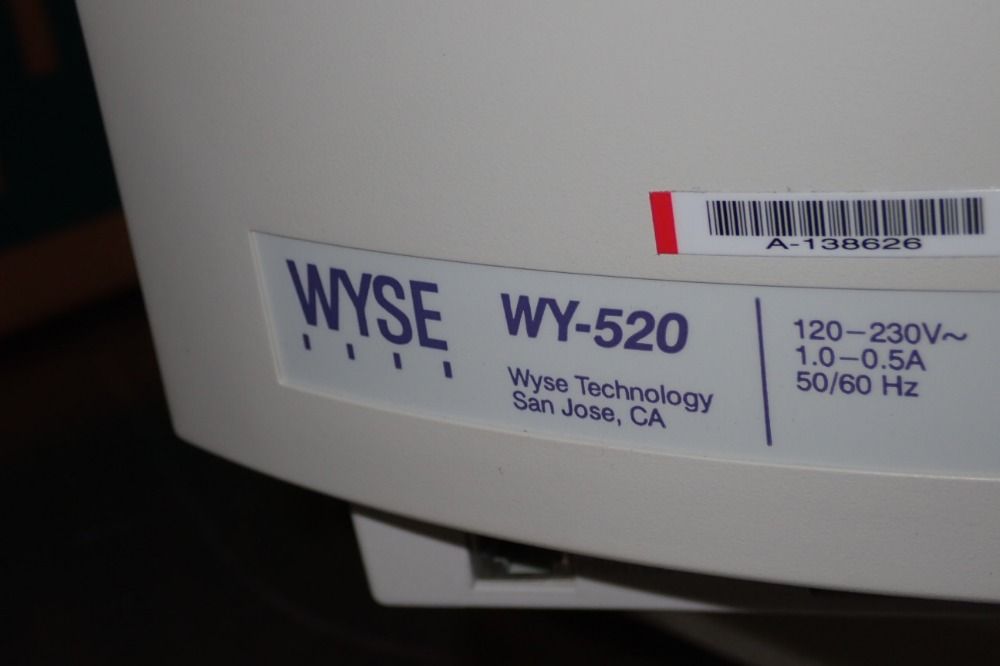 A-138626
WYSE
WY-520
Wyse Technology
San Jose, CA
120–230V~
1.0–0.5A
50/60 Hz